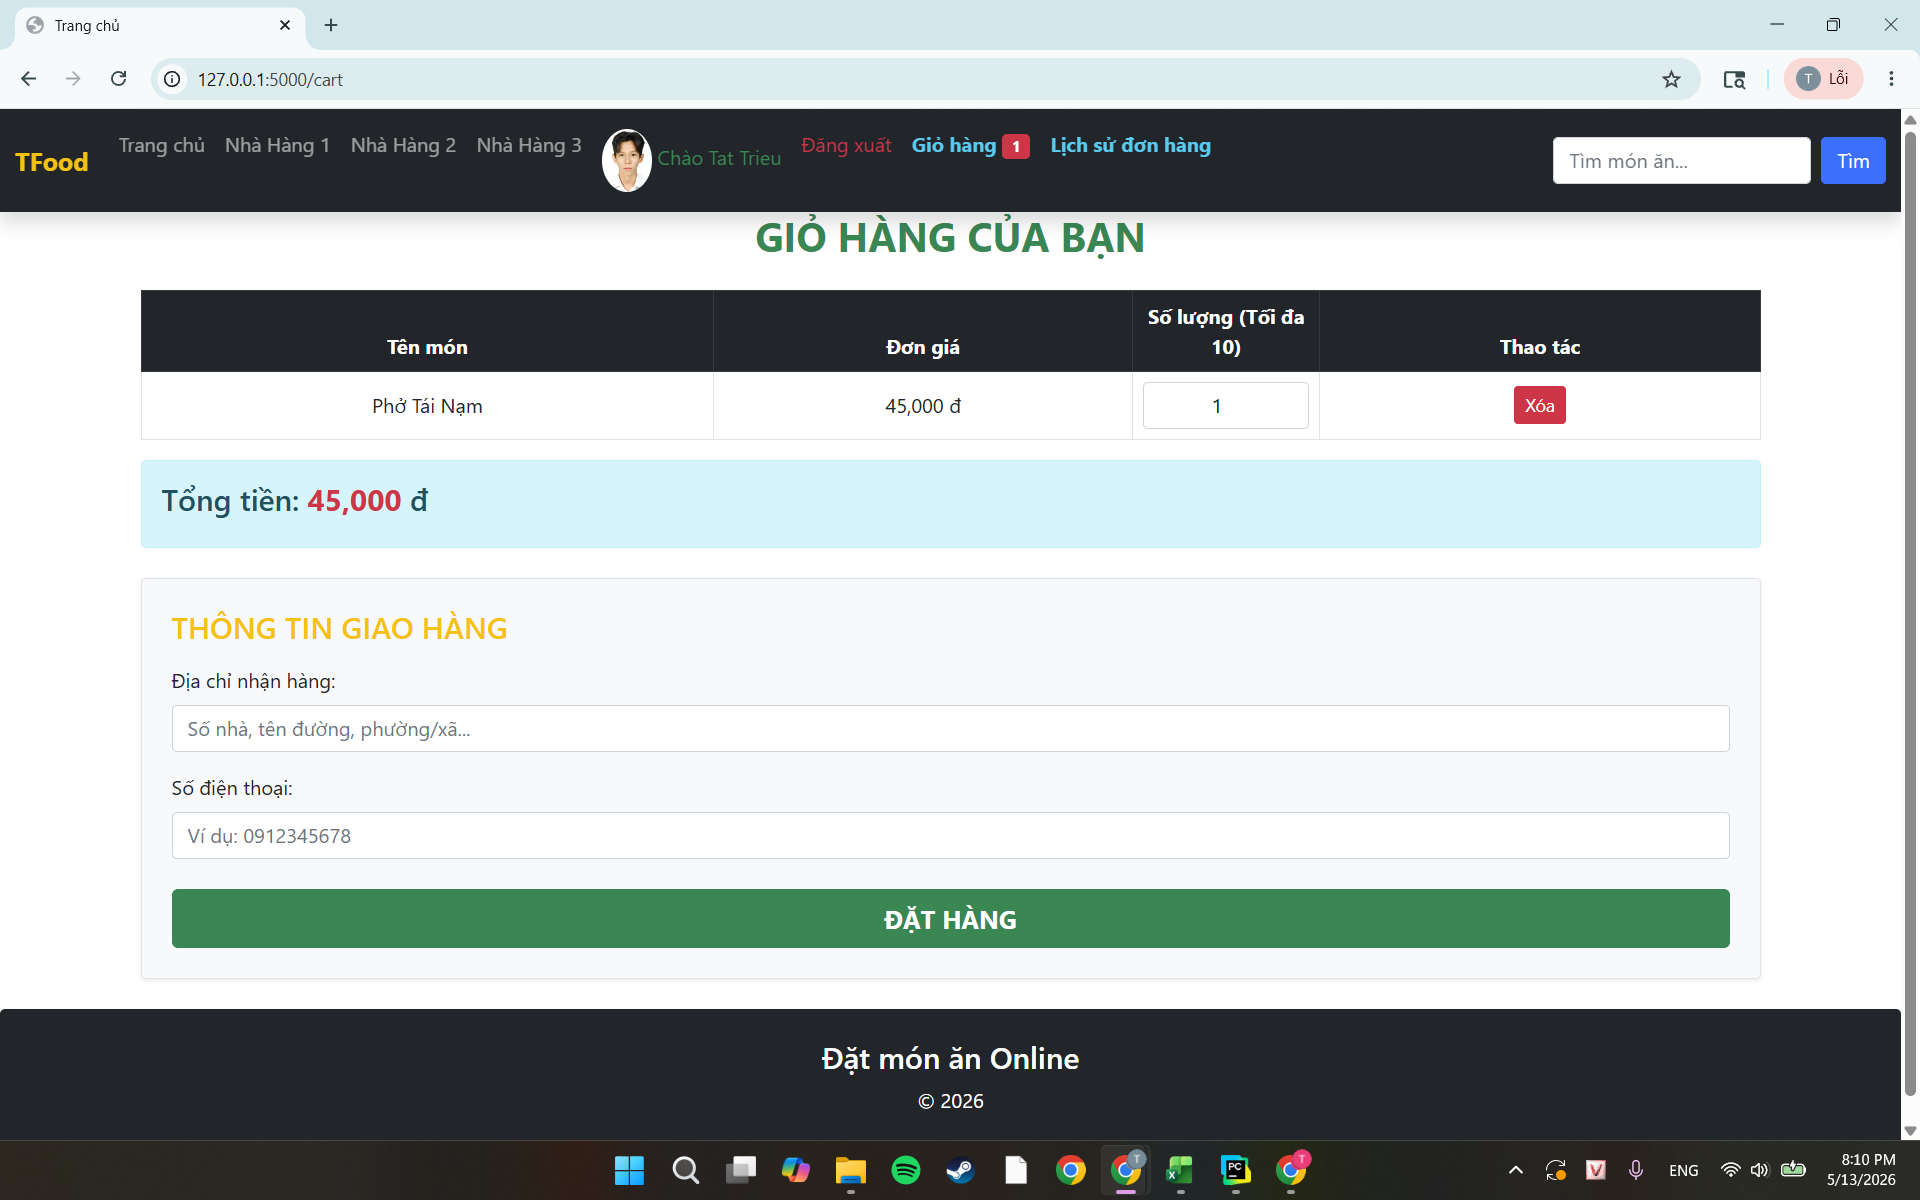 Trang chủ
127.0.0.1:5000/cart
T Lỗi
TFood
Trang chủ Nhà Hàng 1 Nhà Hàng 2 Nhà Hàng 3 Chào Tat Trieu Đăng xuất Giỏ hàng 1 Lịch sử đơn hàng
Tìm món ăn... Tìm
GIỎ HÀNG CỦA BẠN
Tên món Đơn giá Số lượng (Tối đa 10) Thao tác
Phở Tái Nạm 45,000 đ 1 Xóa
Tổng tiền: 45,000 đ
THÔNG TIN GIAO HÀNG
Địa chỉ nhận hàng:
Số nhà, tên đường, phường/xã...
Số điện thoại:
Ví dụ: 0912345678
ĐẶT HÀNG
Đặt món ăn Online
© 2026
ENG
8:10 PM
5/13/2026